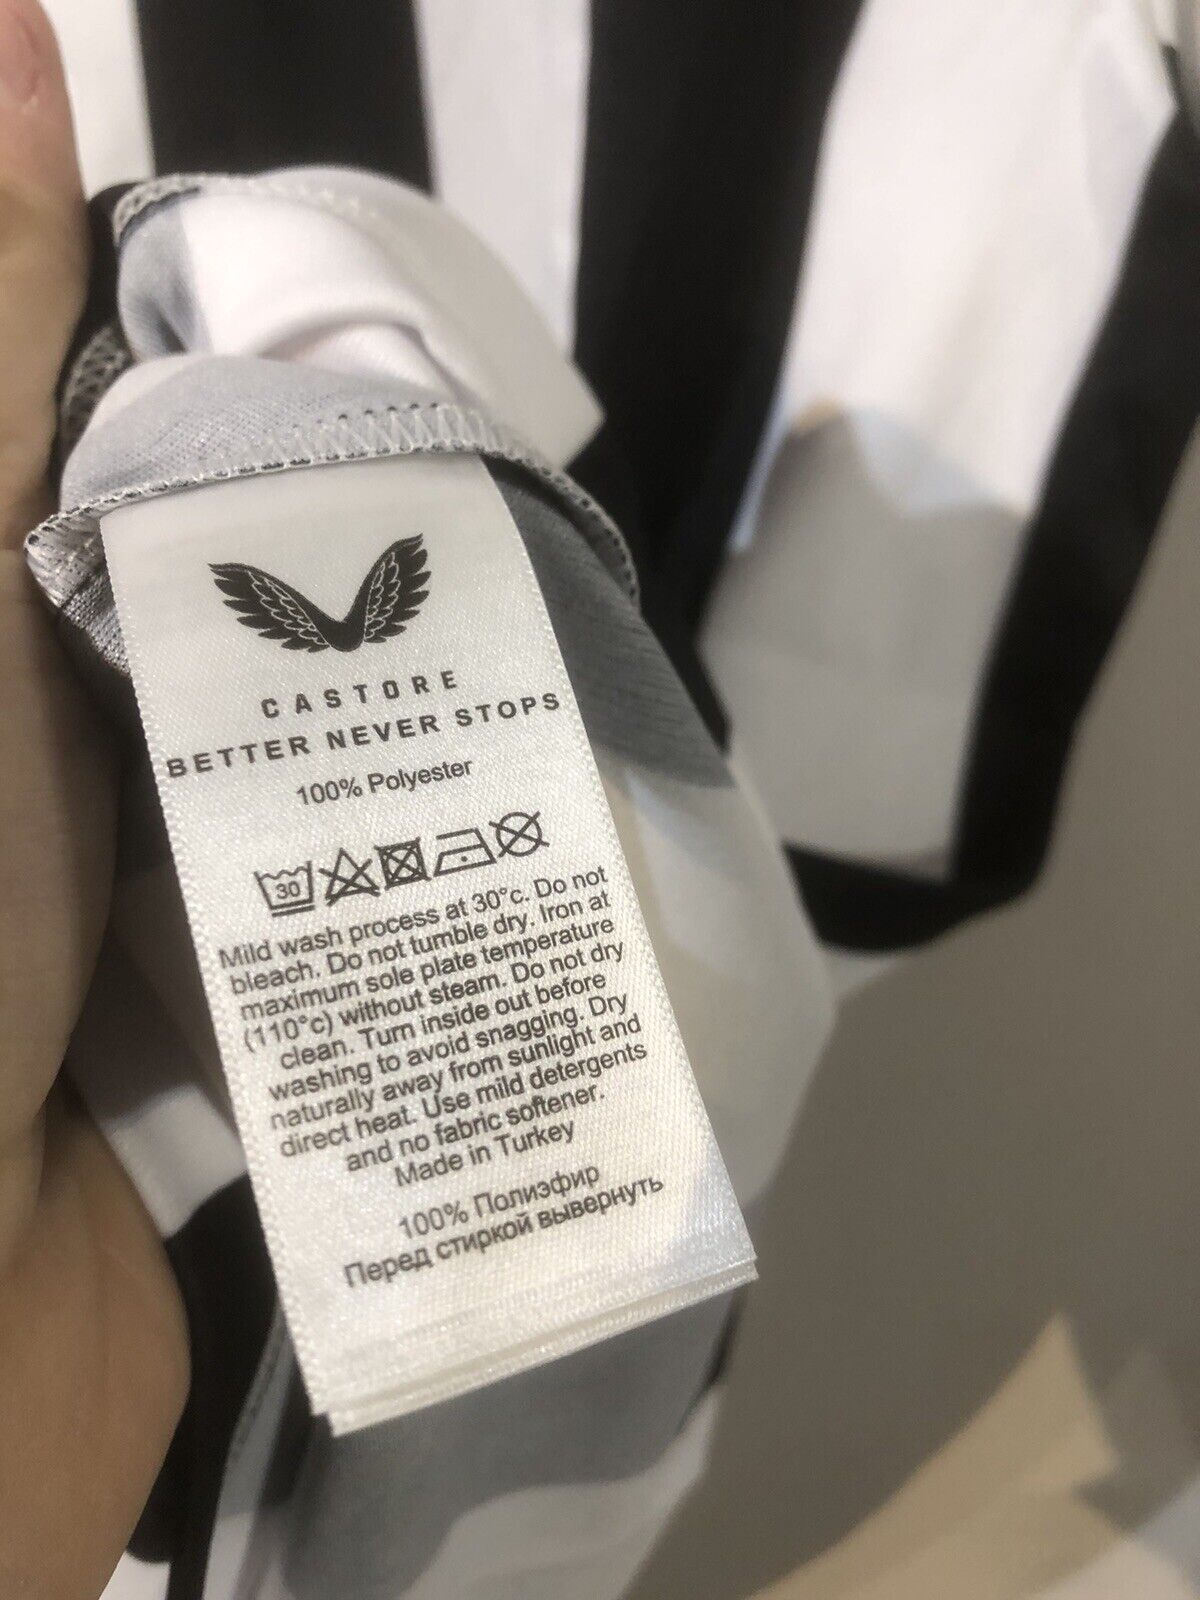 CASTORE
BETTER NEVER STOPS
100% Polyester
30
Mild wash process at 30°c. Do not
bleach. Do not tumble dry. Iron at
maximum sole plate temperature
(110°c) without steam. Do not dry
clean. Turn inside out before
washing to avoid snagging. Dry
naturally away from sunlight and
direct heat. Use mild detergents
and no fabric softener.
Made in Turkey
100% Полиэфир
Перед стиркой вывернуть